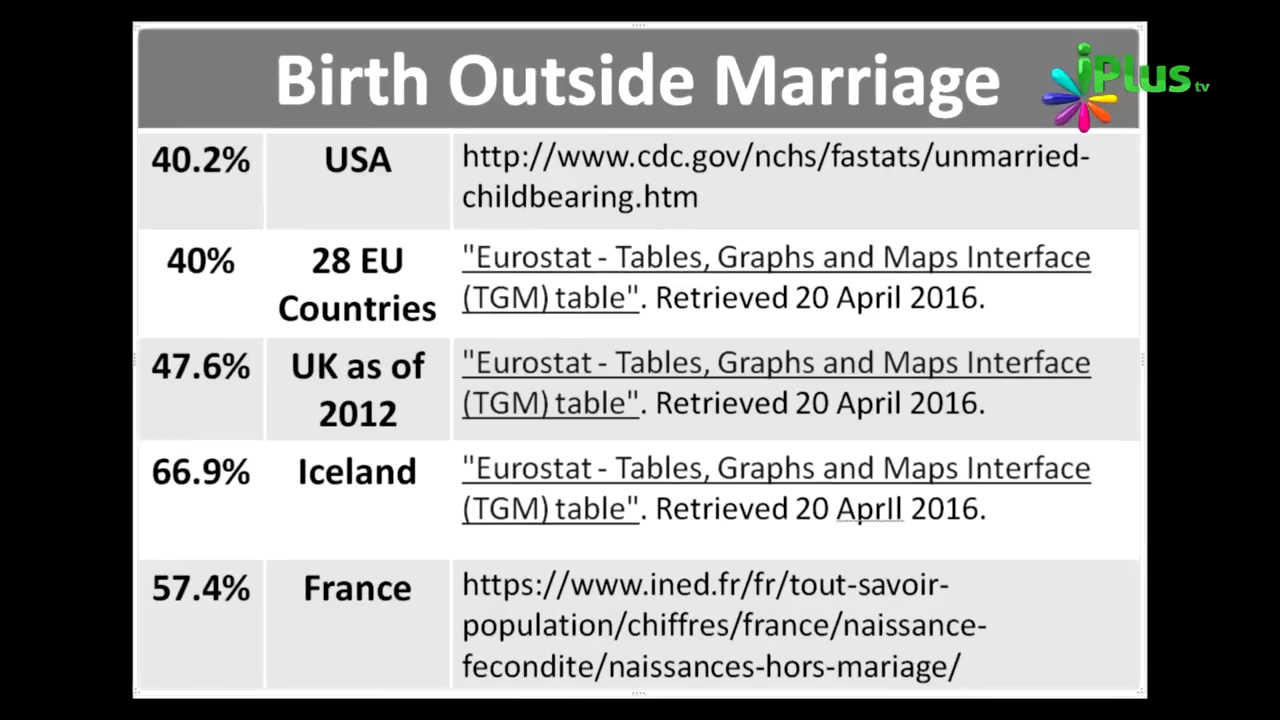 Birth Outside Marriage
iPlus tv
40.2% USA http://www.cdc.gov/nchs/fastats/unmarried-
childbearing.htm
40% 28 EU "Eurostat - Tables, Graphs and Maps Interface
Countries (TGM) table". Retrieved 20 April 2016.
47.6% UK as of "Eurostat - Tables, Graphs and Maps Interface
2012 (TGM) table". Retrieved 20 April 2016.
66.9% Iceland "Eurostat - Tables, Graphs and Maps Interface
(TGM) table". Retrieved 20 AprIl 2016.
57.4% France https://www.ined.fr/fr/tout-savoir-
population/chiffres/france/naissance-
fecondite/naissances-hors-mariage/